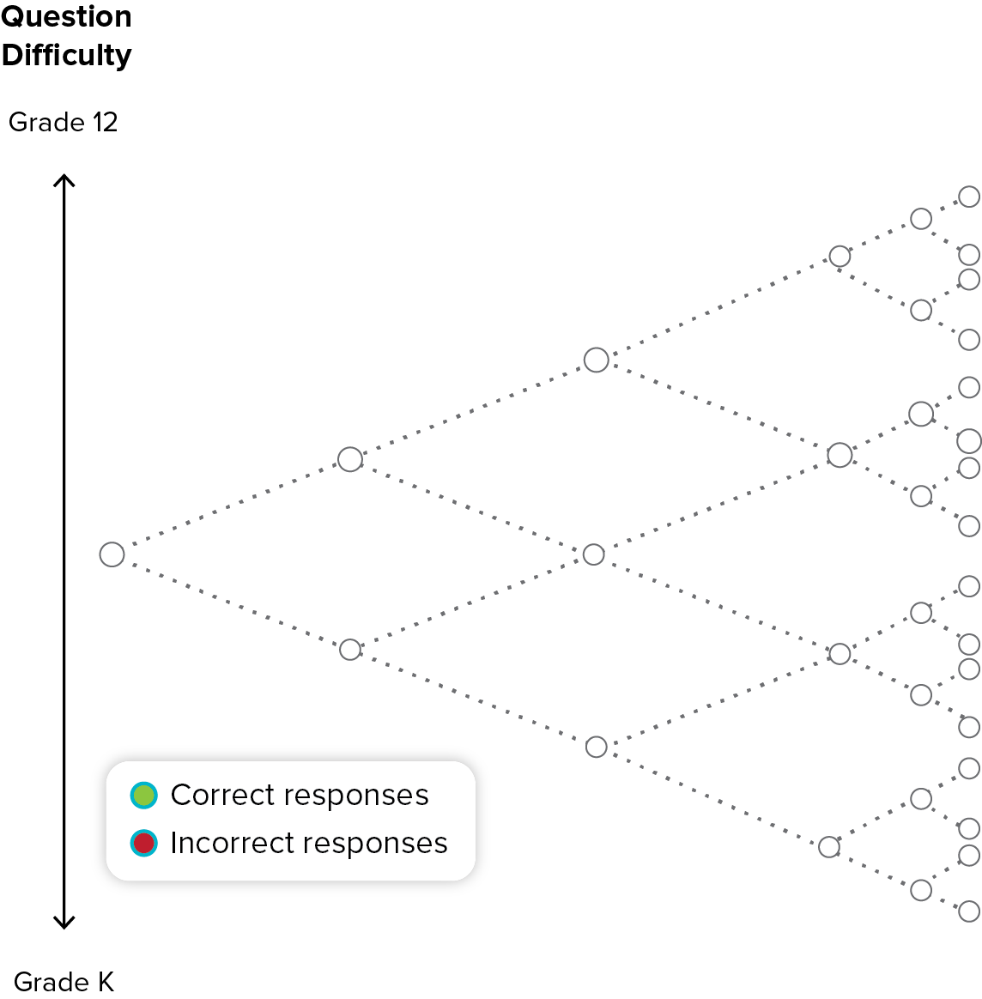 Question
Difficulty
Grade 12
Correct responses
Incorrect responses
Grade K